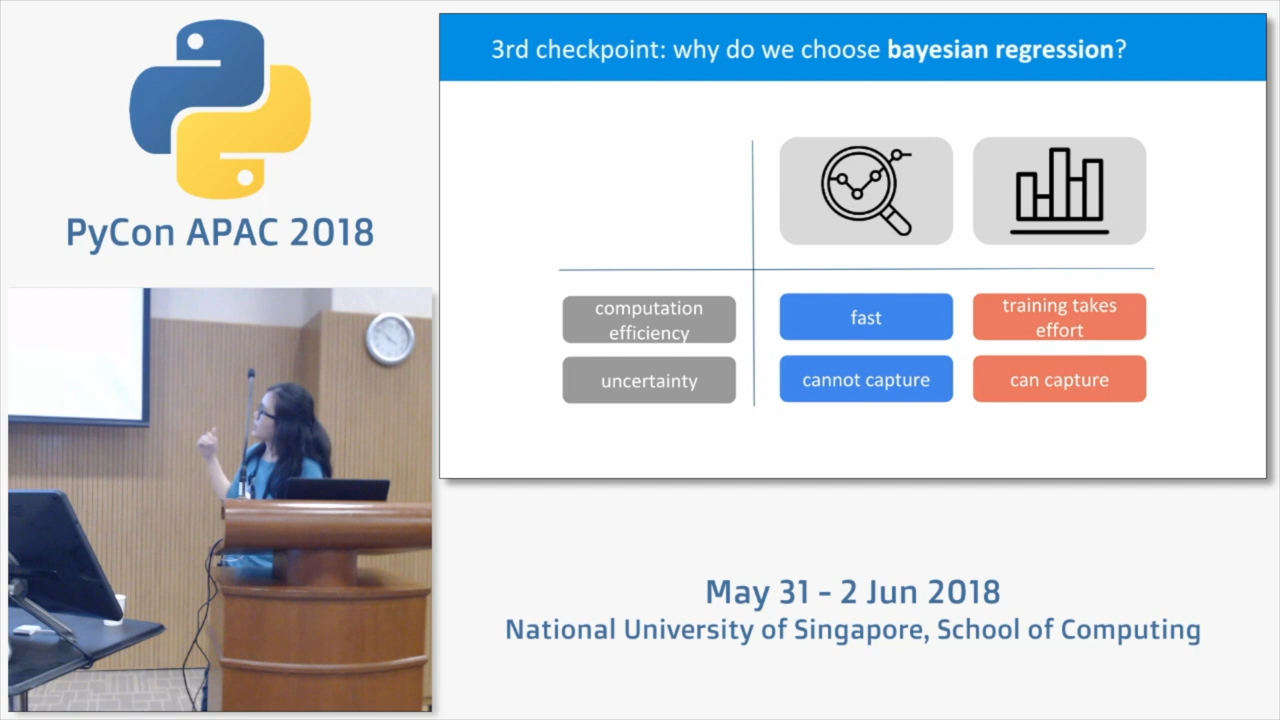 PyCon APAC 2018
3rd checkpoint: why do we choose bayesian regression?
computation
efficiency
fast
training takes
effort
uncertainty
cannot capture
can capture
May 31 - 2 Jun 2018
National University of Singapore, School of Computing